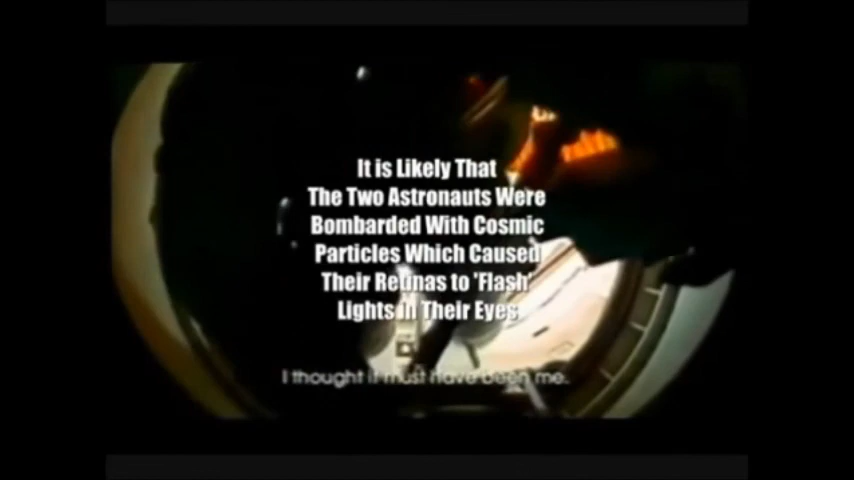 It is Likely That
The Two Astronauts Were
Bombarded With Cosmic
Particles Which Caused
Their Retinas to 'Flash'
Lights in Their Eyes
I thought it must have been me.